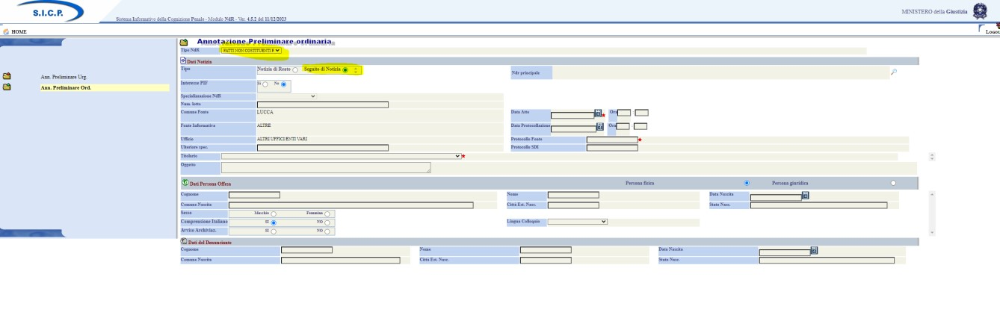 S.I.C.P.
Sistema Informativo della Cognizione Penale - Modulo NdR - Ver. 4.5.2 del 11/12/2023
MINISTERO della Giustizia
HOME
Logou
Annotazione Preliminare ordinaria
Tipo NdR FATTI NON COSTITUENTI R
Dati Notizia
Ann. Preliminare Urg.
Ann. Preliminare Ord.
Tipo Notizia di Reato Seguito di Notizia Ndr principale
Interesse PIF Si No
Specializzazione NdR
Num. lotto
Comune Fonte LUCCA Data Atto Ora
Fonte Informativa ALTRE Data Protocollazione Ora
Ufficio ALTRI UFFICI/ENTI VARI Protocollo Fonte
Ulteriore spec. Protocollo SDI
Titolario
Oggetto
Dati Persona Offesa Persona fisica Persona giuridica
Cognome Nome Data Nascita
Comune Nascita Città Est. Nasc. Stato Nasc.
Sesso Maschio Femmina
Comprensione Italiano SI NO Lingua Colloquio
Avviso Archiviaz. SI NO
Dati del Denunciante
Cognome Nome Data Nascita
Comune Nascita Città Est. Nasc. Stato Nasc.